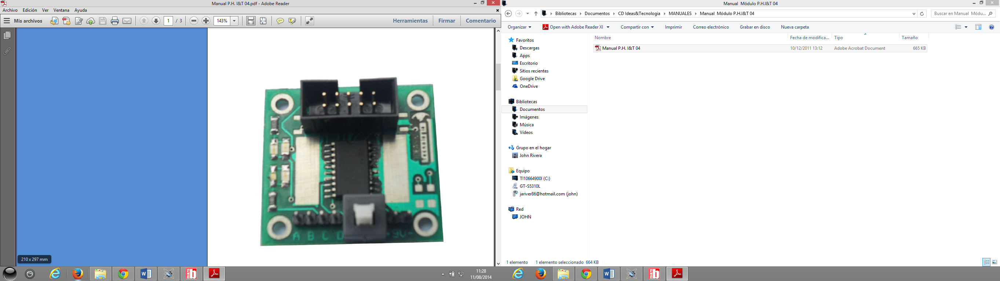 Manual P.H. I&T 04.pdf - Adobe Reader
Archivo Edición Ver Ventana Ayuda
Mis archivos 1 / 3 143% Herramientas Firmar Comentario
A B C D +9V-
210 x 297 mm
Manual Módulo P.H.I&T 04
Bibliotecas Documentos CD Ideas&Tecnologia MANUALES Manual Módulo P.H.I&T 04 Buscar en Manual Módu...
Organizar Open with Adobe Reader XI Compartir con Imprimir Correo electrónico Grabar en disco Nueva carpeta
Nombre Fecha de modifica... Tipo Tamaño
Manual P.H. I&T 04 10/12/2011 13:12 Adobe Acrobat Document 665 KB
Favoritos
Descargas
Apps
Escritorio
Sitios recientes
Google Drive
OneDrive
Bibliotecas
Documentos
Imágenes
Música
Vídeos
Grupo en el hogar
John Rivera
Equipo
TI10664900I (C:)
GT-S5310L
jariver86@hotmail.com (john)
Red
JOHN
1 elemento 1 elemento seleccionado 664 KB
11:28
11/08/2014